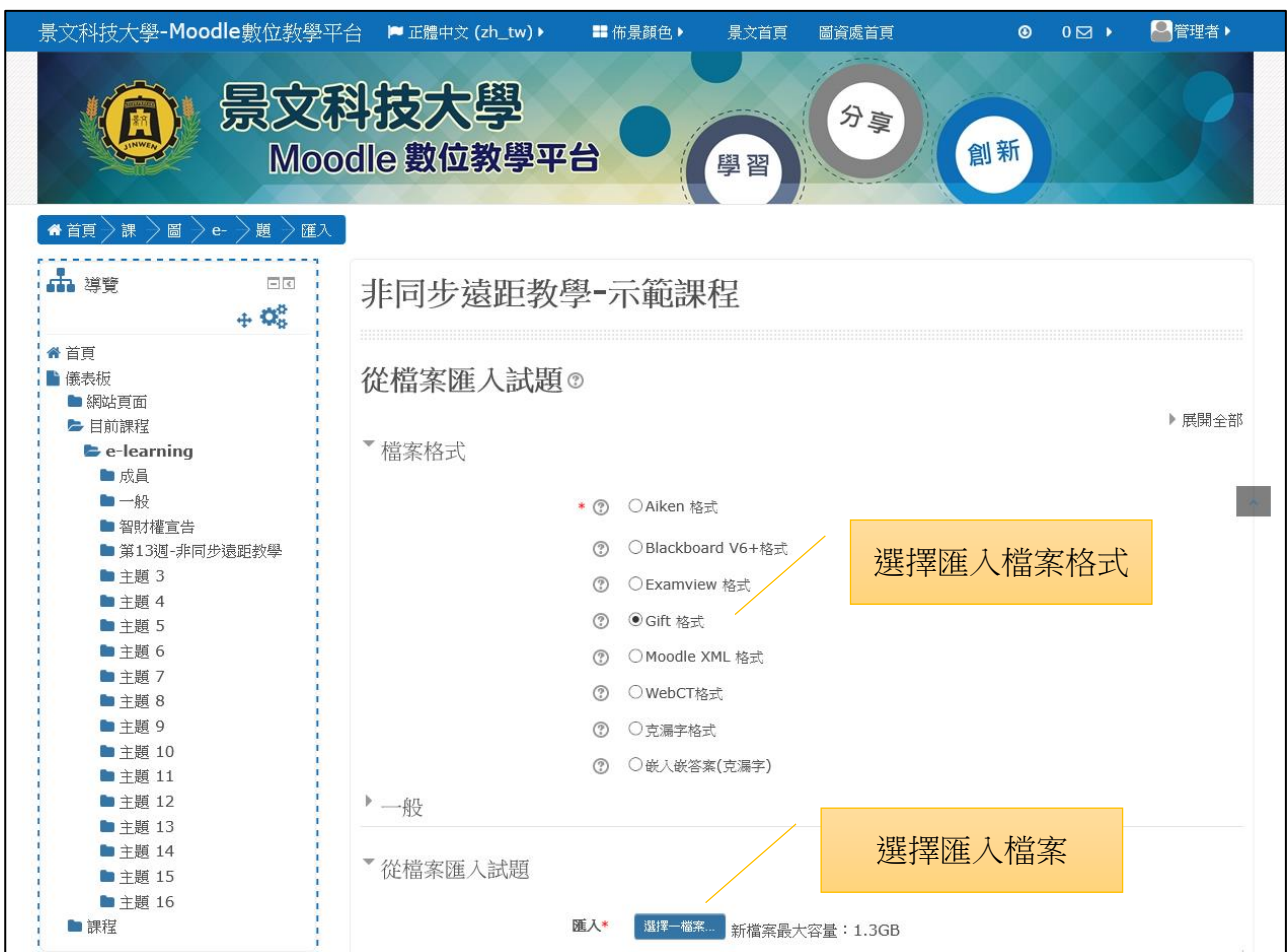 景文科技大學-Moodle數位教學平台 正體中文 (zh_tw) 佈景顏色 景文首頁 圖資處首頁 0 管理者
景文
JINWEN
景文科技大學
Moodle 數位教學平台
學習
分享
創新
首頁 課 圖 e- 題 匯入
導覽
首頁
儀表板
網站頁面
目前課程
e-learning
成員
一般
智財權宣告
第13週-非同步遠距教學
主題 3
主題 4
主題 5
主題 6
主題 7
主題 8
主題 9
主題 10
主題 11
主題 12
主題 13
主題 14
主題 15
主題 16
課程
非同步遠距教學-示範課程
從檔案匯入試題
展開全部
檔案格式
* Aiken 格式
Blackboard V6+格式
Examview 格式
Gift 格式
Moodle XML 格式
WebCT格式
克漏字格式
嵌入嵌答案(克漏字)
選擇匯入檔案格式
一般
從檔案匯入試題
選擇匯入檔案
匯入* 選擇一檔案... 新檔案最大容量：1.3GB